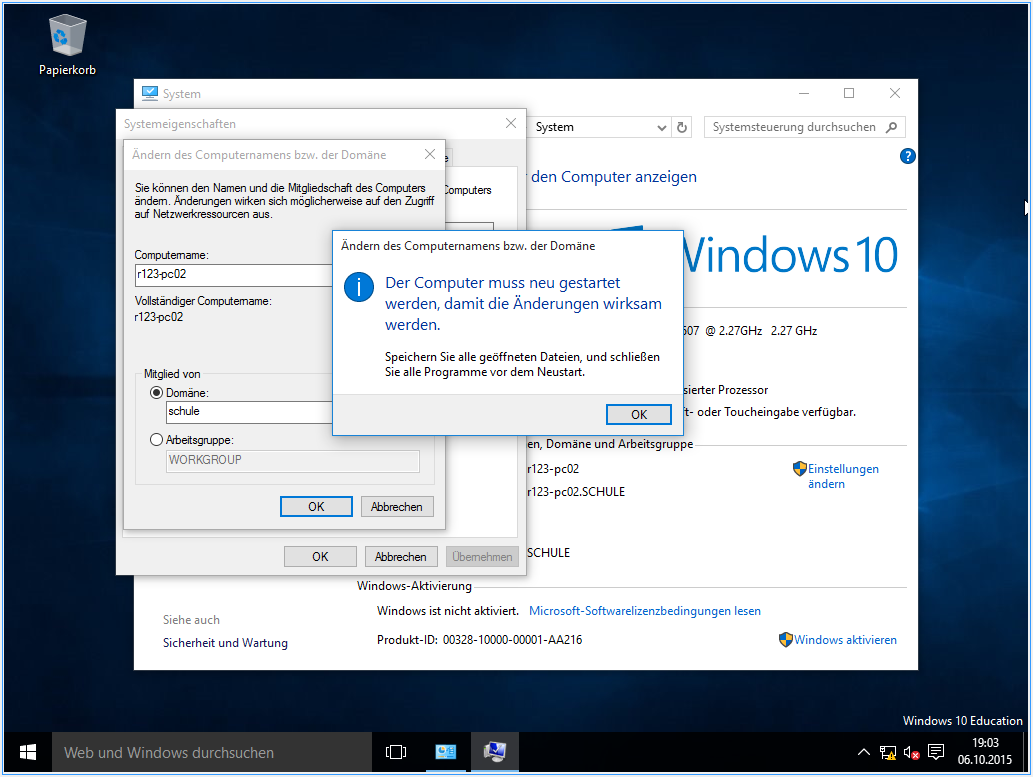 Papierkorb
System
Systemeigenschaften
System
Systemsteuerung durchsuchen
Ändern des Computernamens bzw. der Domäne
den Computer anzeigen
Sie können den Namen und die Mitgliedschaft des Computers
ändern. Änderungen wirken sich möglicherweise auf den Zugriff
auf Netzwerkressourcen aus.
Computers
Computername:
r123-pc02
Vollständiger Computername:
r123-pc02
Mitglied von
Domäne:
schule
Arbeitsgruppe:
WORKGROUP
OK
Abbrechen
OK
Abbrechen
Übernehmen
Ändern des Computernamens bzw. der Domäne
Der Computer muss neu gestartet
werden, damit die Änderungen wirksam
werden.
Speichern Sie alle geöffneten Dateien, und schließen
Sie alle Programme vor dem Neustart.
OK
Windows 10
607 @ 2.27GHz 2.27 GHz
sierter Prozessor
ft- oder Toucheingabe verfügbar.
en, Domäne und Arbeitsgruppe
r123-pc02
Einstellungen
ändern
r123-pc02.SCHULE
SCHULE
Windows-Aktivierung
Windows ist nicht aktiviert. Microsoft-Softwarelizenzbedingungen lesen
Siehe auch
Sicherheit und Wartung
Produkt-ID: 00328-10000-00001-AA216
Windows aktivieren
Windows 10 Education
Web und Windows durchsuchen
19:03
06.10.2015